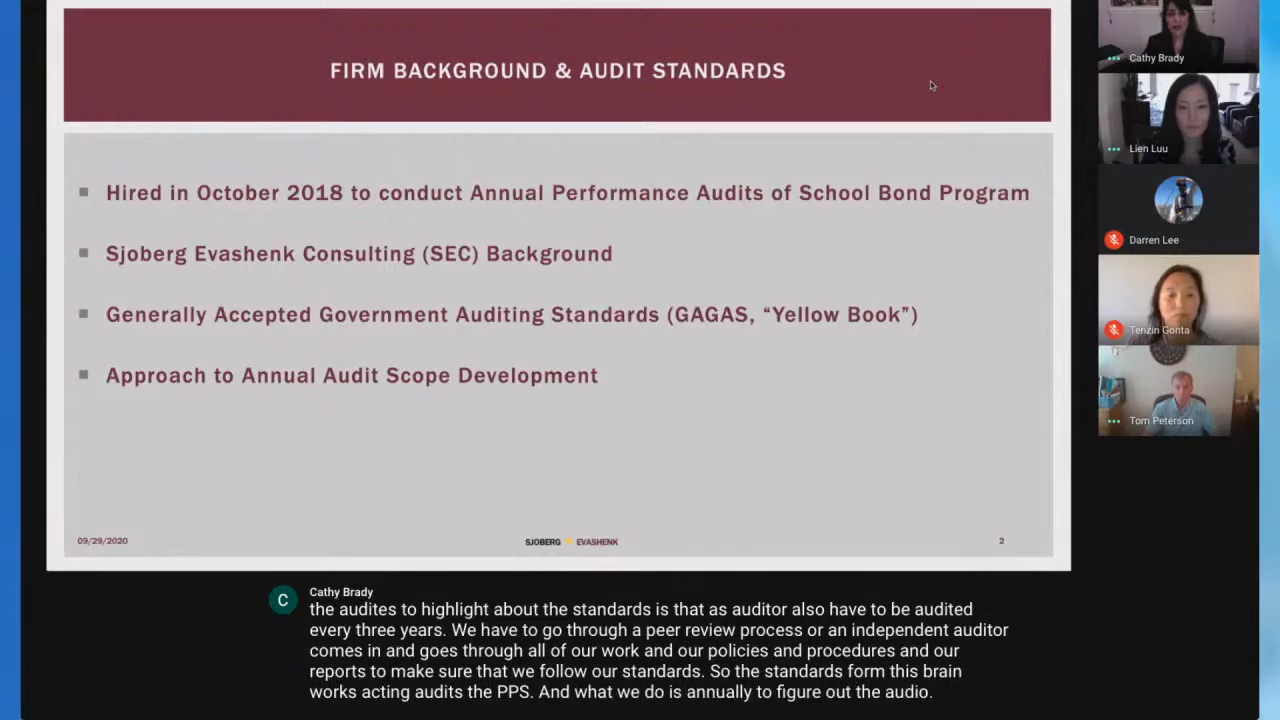 FIRM BACKGROUND & AUDIT STANDARDS
Hired in October 2018 to conduct Annual Performance Audits of School Bond Program
Sjoberg Evashenk Consulting (SEC) Background
Generally Accepted Government Auditing Standards (GAGAS, “Yellow Book”)
Approach to Annual Audit Scope Development
09/29/2020
SJOBERG EVASHENK
2
Cathy Brady
Lien Luu
Darren Lee
Tenzin Gonta
Tom Peterson
C
Cathy Brady
the audites to highlight about the standards is that as auditor also have to be audited
every three years. We have to go through a peer review process or an independent auditor
comes in and goes through all of our work and our policies and procedures and our
reports to make sure that we follow our standards. So the standards form this brain
works acting audits the PPS. And what we do is annually to figure out the audio.